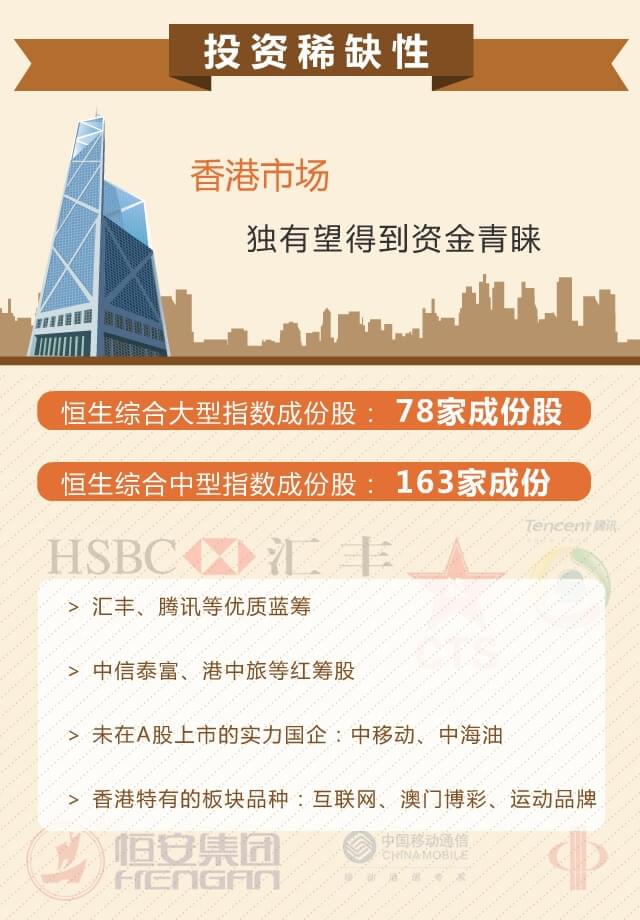 投资稀缺性
香港市场
独有望得到资金青睐
恒生综合大型指数成份股： 78家成份股
恒生综合中型指数成份股： 163家成份
Tencent 腾讯
HSBC 汇丰
CTS
> 汇丰、腾讯等优质蓝筹
> 中信泰富、港中旅等红筹股
> 未在A股上市的实力国企：中移动、中海油
> 香港特有的板块品种：互联网、澳门博彩、运动品牌
恒安集团
HENGAN
中国移动通信
CHINA MOBILE
移动通信专家